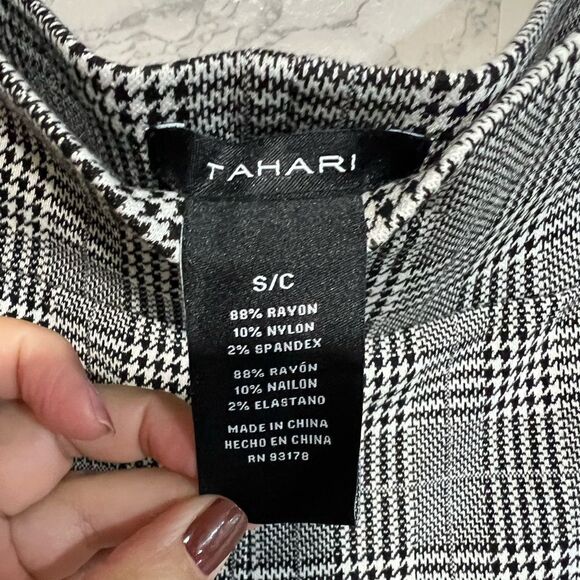 TAHARI
S/C
88% RAYON
10% NYLON
2% SPANDEX
88% RAYÓN
10% NAILON
2% ELASTANO
MADE IN CHINA
HECHO EN CHINA
RN 93178